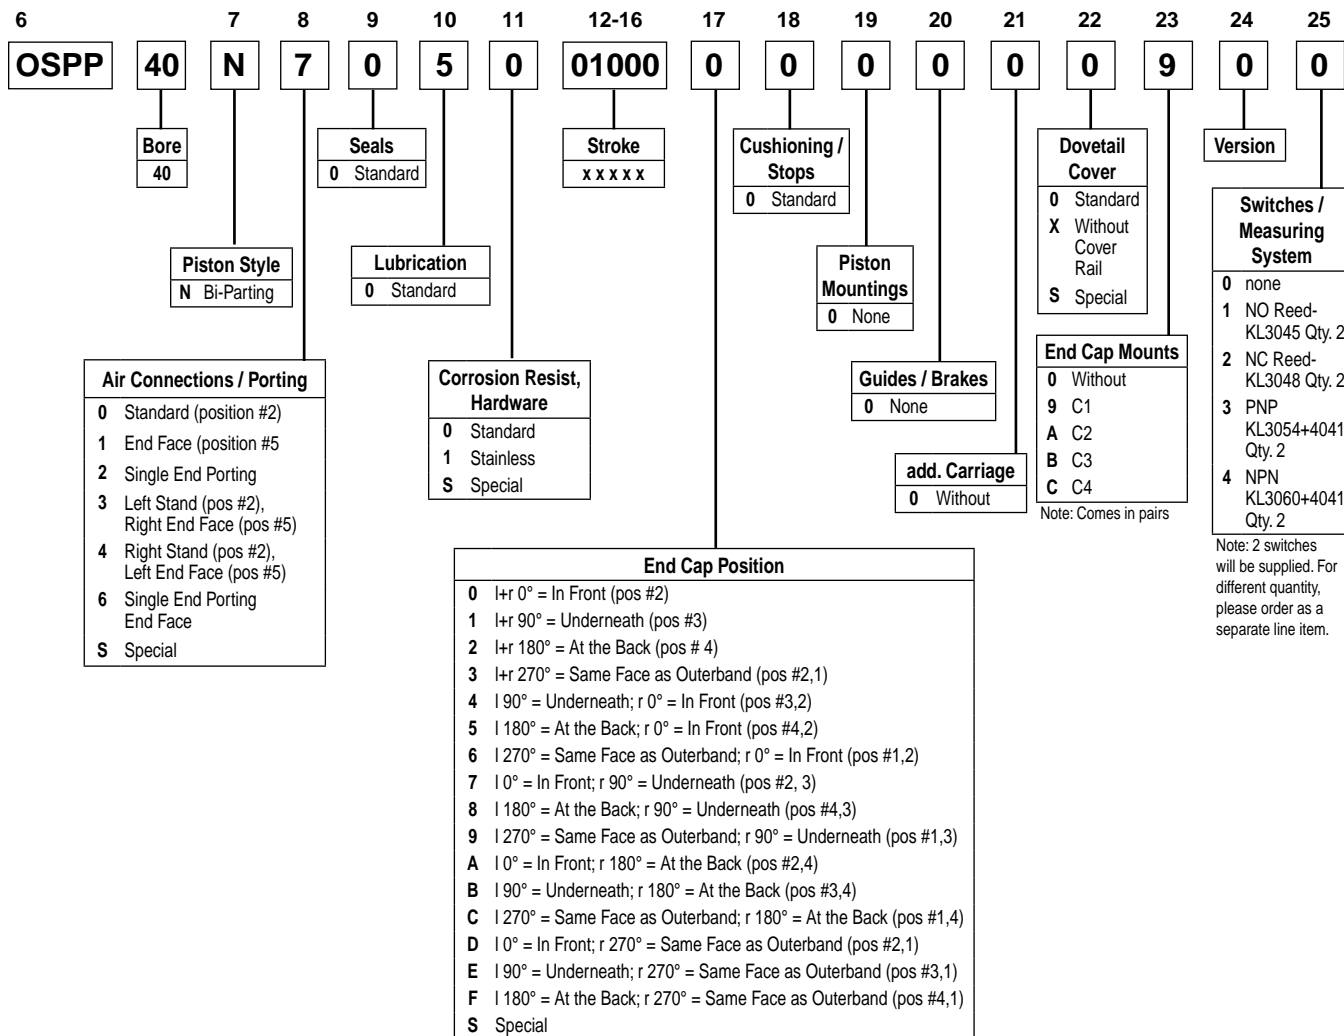 6 7 8 9 10 11 12-16 17 18 19 20 21 22 23 24 25
OSPP 40 N 7 0 5 0 01000 0 0 0 0 0 0 9 0 0
Bore
40
Piston Style
N Bi-Parting
Air Connections / Porting
0 Standard (position #2)
1 End Face (position #5
2 Single End Porting
3 Left Stand (pos #2),
Right End Face (pos #5)
4 Right Stand (pos #2),
Left End Face (pos #5)
6 Single End Porting
End Face
S Special
Seals
0 Standard
Lubrication
0 Standard
Corrosion Resist,
Hardware
0 Standard
1 Stainless
S Special
Stroke
x x x x x
End Cap Position
0 l+r 0° = In Front (pos #2)
1 l+r 90° = Underneath (pos #3)
2 l+r 180° = At the Back (pos # 4)
3 l+r 270° = Same Face as Outerband (pos #2,1)
4 l 90° = Underneath; r 0° = In Front (pos #3,2)
5 l 180° = At the Back; r 0° = In Front (pos #4,2)
6 l 270° = Same Face as Outerband; r 0° = In Front (pos #1,2)
7 l 0° = In Front; r 90° = Underneath (pos #2, 3)
8 l 180° = At the Back; r 90° = Underneath (pos #4,3)
9 l 270° = Same Face as Outerband; r 90° = Underneath (pos #1,3)
A l 0° = In Front; r 180° = At the Back (pos #2,4)
B l 90° = Underneath; r 180° = At the Back (pos #3,4)
C l 270° = Same Face as Outerband; r 180° = At the Back (pos #1,4)
D l 0° = In Front; r 270° = Same Face as Outerband (pos #2,1)
E l 90° = Underneath; r 270° = Same Face as Outerband (pos #3,1)
F l 180° = At the Back; r 270° = Same Face as Outerband (pos #4,1)
S Special
Cushioning /
Stops
0 Standard
Piston
Mountings
0 None
Guides / Brakes
0 None
add. Carriage
0 Without
Dovetail
Cover
0 Standard
X Without
Cover
Rail
S Special
End Cap Mounts
0 Without
9 C1
A C2
B C3
C C4
Note: Comes in pairs
Version
Switches /
Measuring
System
0 none
1 NO Reed-
KL3045 Qty. 2
2 NC Reed-
KL3048 Qty. 2
3 PNP
KL3054+4041
Qty. 2
4 NPN
KL3060+4041
Qty. 2
Note: 2 switches
will be supplied. For
different quantity,
please order as a
separate line item.